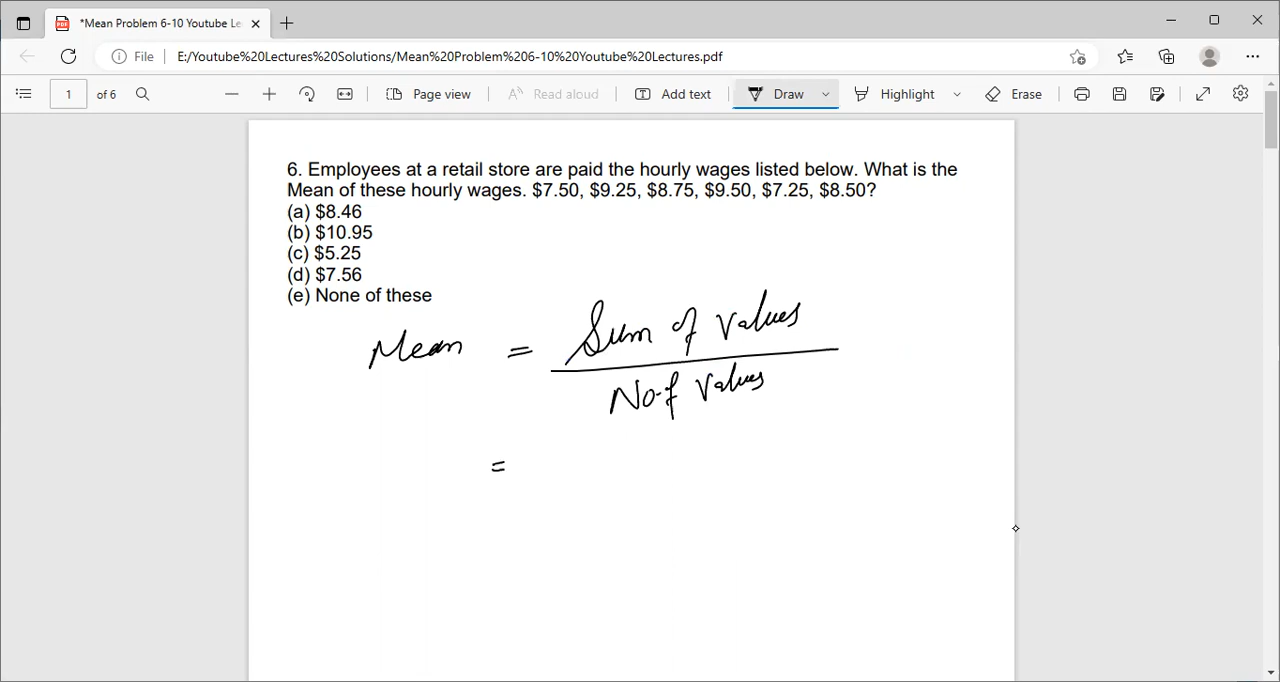 *Mean Problem 6-10 Youtube Le
File
E:/Youtube%20Lectures%20Solutions/Mean%20Problem%206-10%20Youtube%20Lectures.pdf
1 of 6
Page view
Read aloud
Add text
Draw
Highlight
Erase
6. Employees at a retail store are paid the hourly wages listed below. What is the
Mean of these hourly wages. $7.50, $9.25, $8.75, $9.50, $7.25, $8.50?
(a) $8.46
(b) $10.95
(c) $5.25
(d) $7.56
(e) None of these
Mean = Sum of Values
No. of Values
=